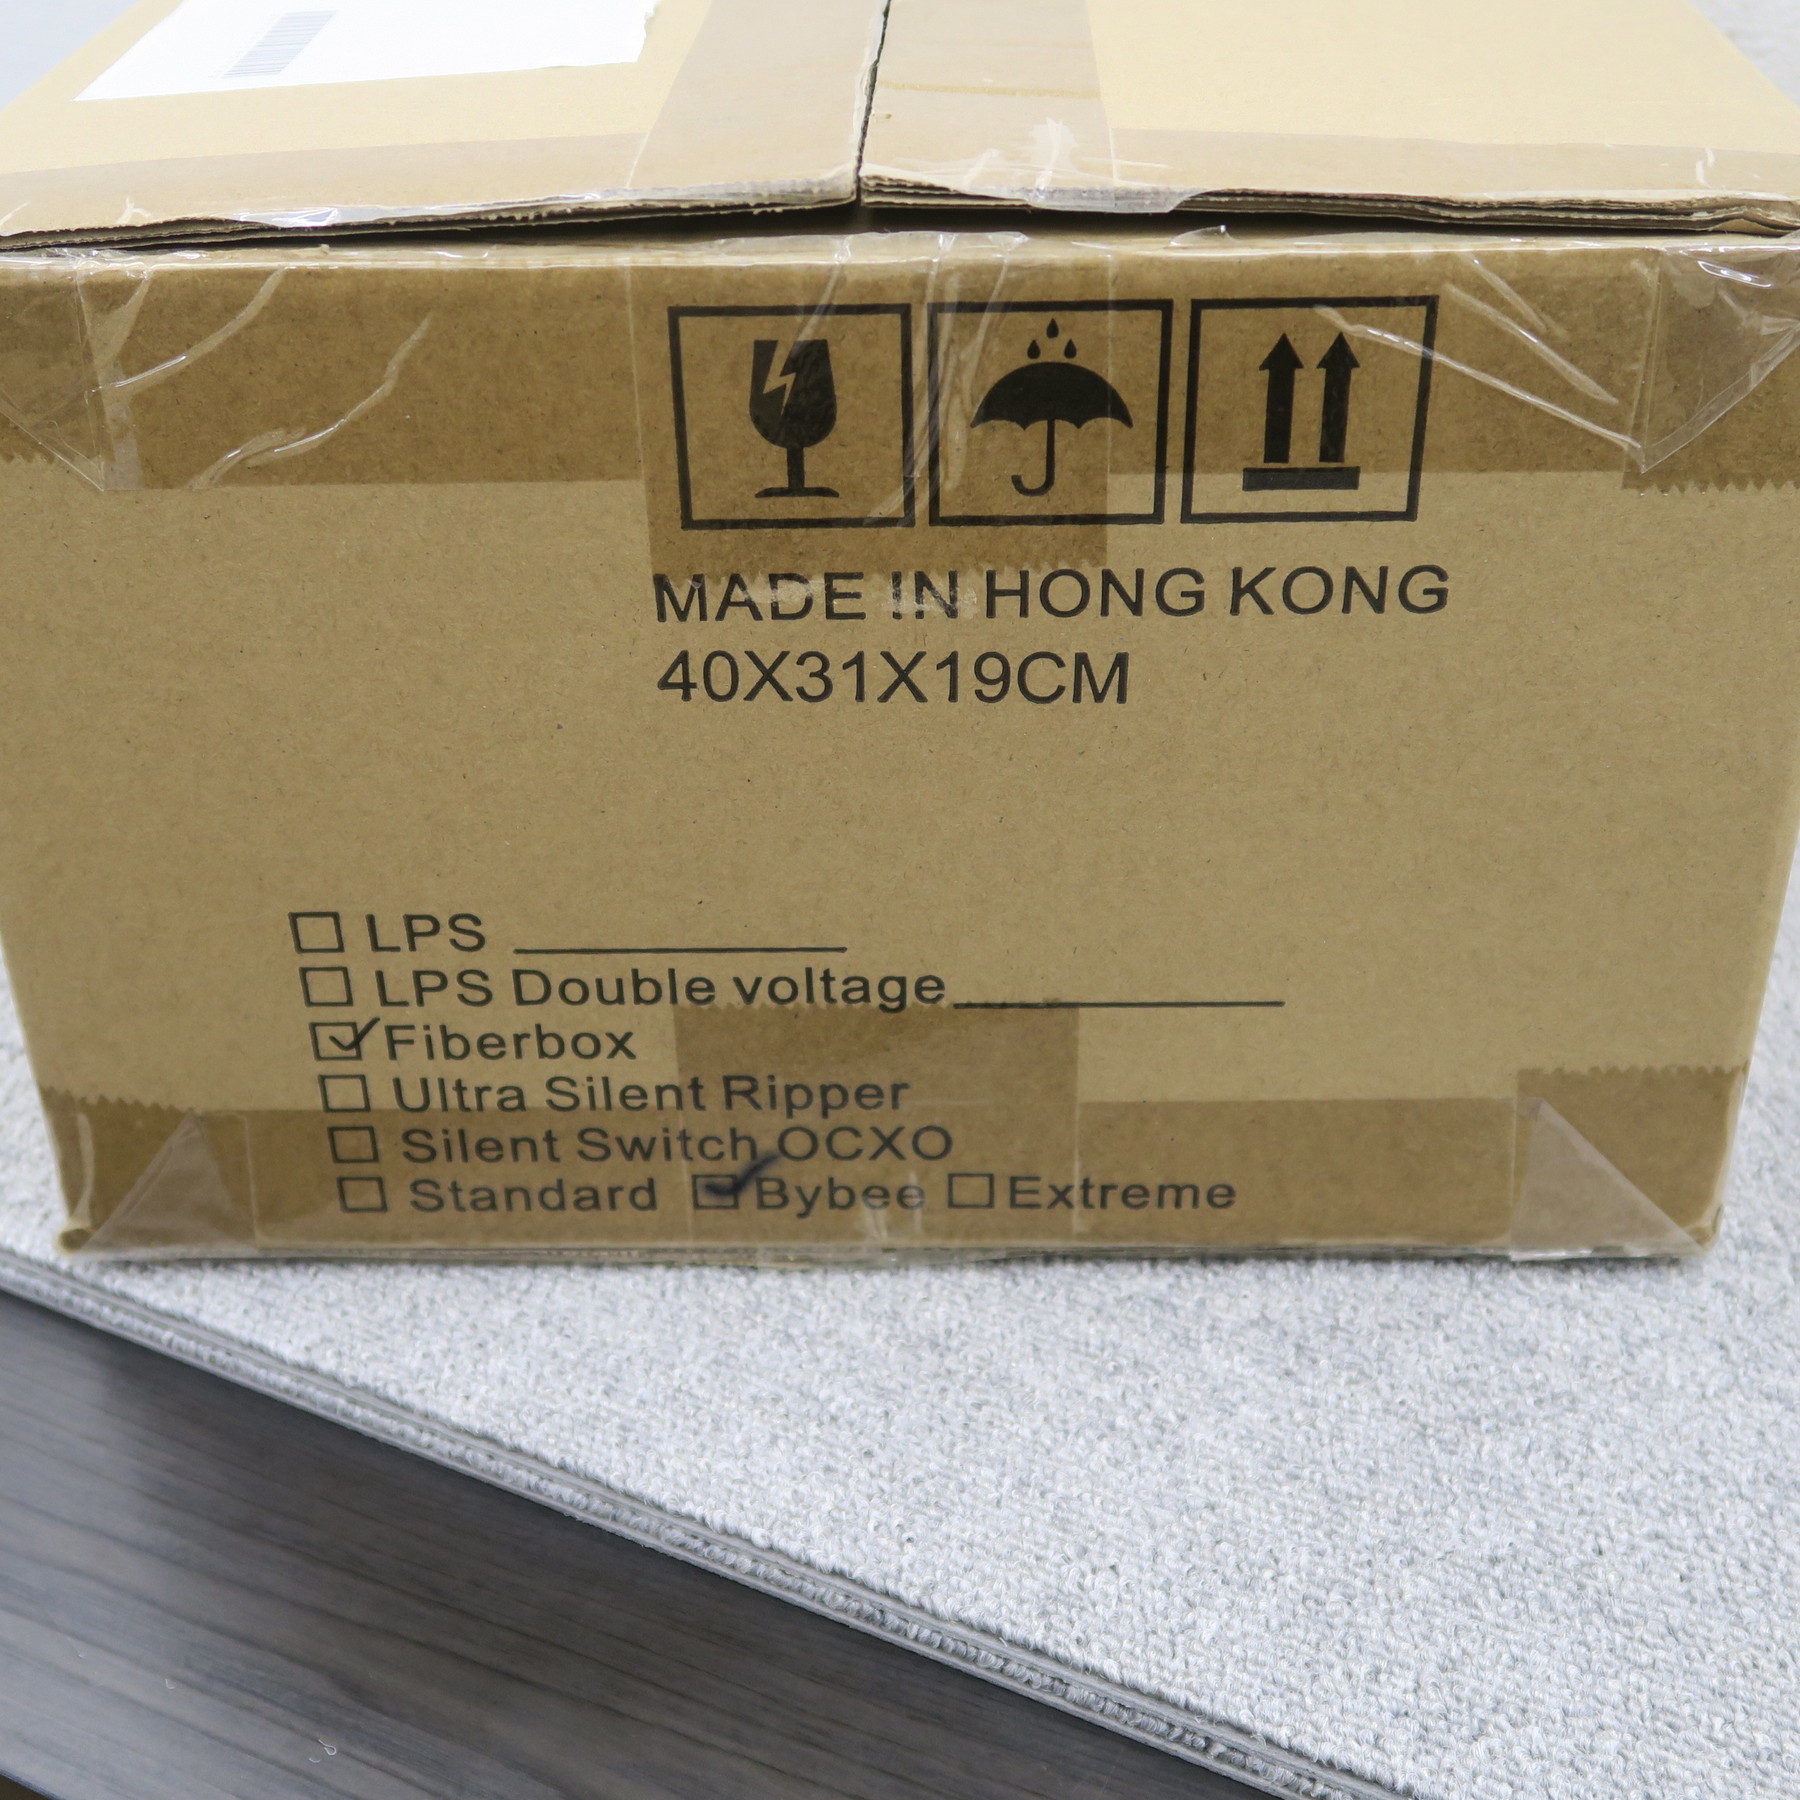 MADE IN HONG KONG
40X31X19CM
LPS
LPS Double voltage
Fiberbox
Ultra Silent Ripper
Silent Switch OCXO
Standard Bybee Extreme